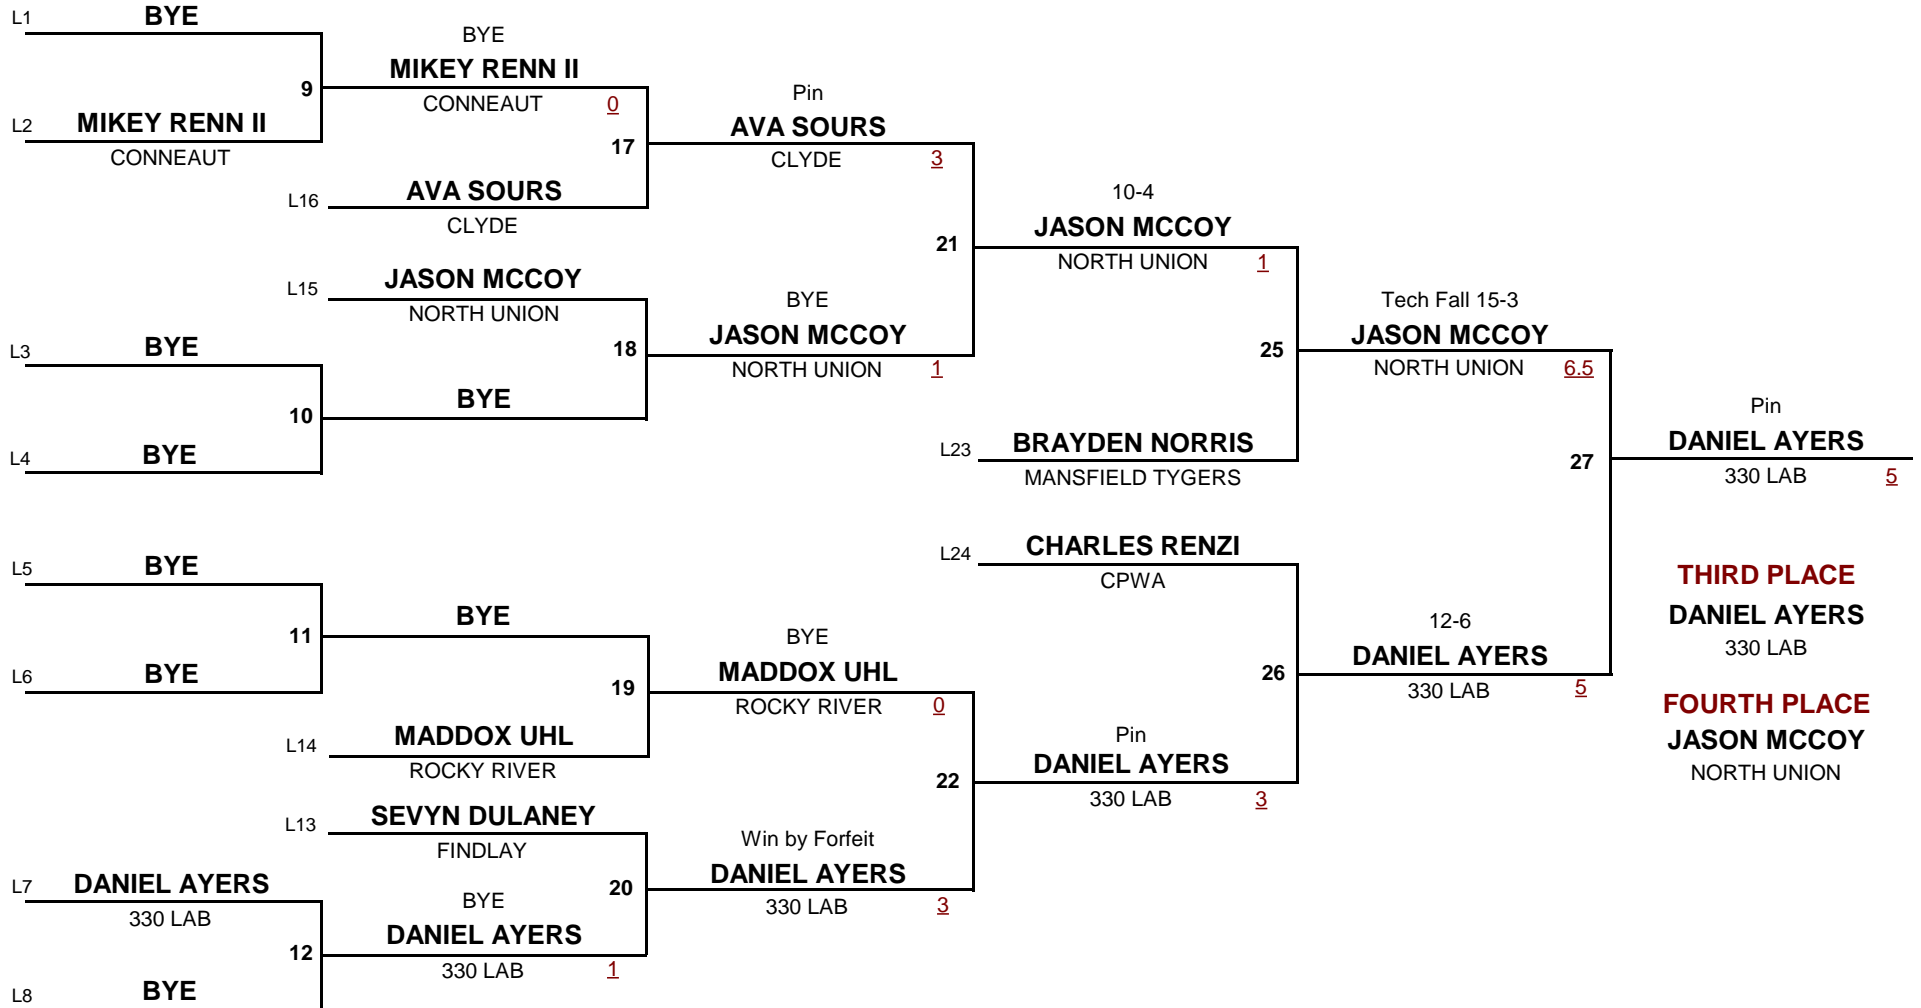 L1 BYE
9
L2 MIKEY RENN II
CONNEAUT
BYE
MIKEY RENN II
CONNEAUT 0
17
L16 AVA SOURS
CLYDE
Pin
AVA SOURS
CLYDE 3
L15 JASON MCCOY
NORTH UNION
18
L3 BYE
10
L4 BYE
BYE
BYE
JASON MCCOY
NORTH UNION 1
21
10-4
JASON MCCOY
NORTH UNION 1
25
L23 BRAYDEN NORRIS
MANSFIELD TYGERS
Tech Fall 15-3
JASON MCCOY
NORTH UNION 6.5
27
Pin
DANIEL AYERS
330 LAB 5
L5 BYE
11
L6 BYE
BYE
19
L14 MADDOX UHL
ROCKY RIVER
BYE
MADDOX UHL
ROCKY RIVER 0
22
L13 SEVYN DULANEY
FINDLAY
20
L7 DANIEL AYERS
330 LAB
12
L8 BYE
BYE
DANIEL AYERS
330 LAB 1
Win by Forfeit
DANIEL AYERS
330 LAB 3
L24 CHARLES RENZI
CPWA
26
Pin
DANIEL AYERS
330 LAB 3
12-6
DANIEL AYERS
330 LAB 5
THIRD PLACE
DANIEL AYERS
330 LAB
FOURTH PLACE
JASON MCCOY
NORTH UNION